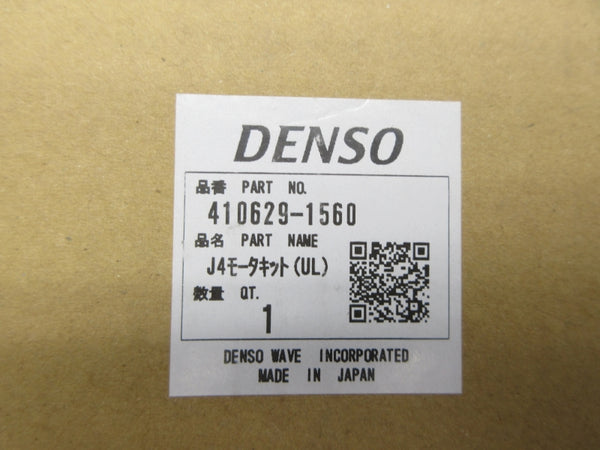 DENSO
品番 PART NO.
410629-1560
品名 PART NAME
J4モータキット(UL)
数量 QT.
1
DENSO WAVE INCORPORATED
MADE IN JAPAN